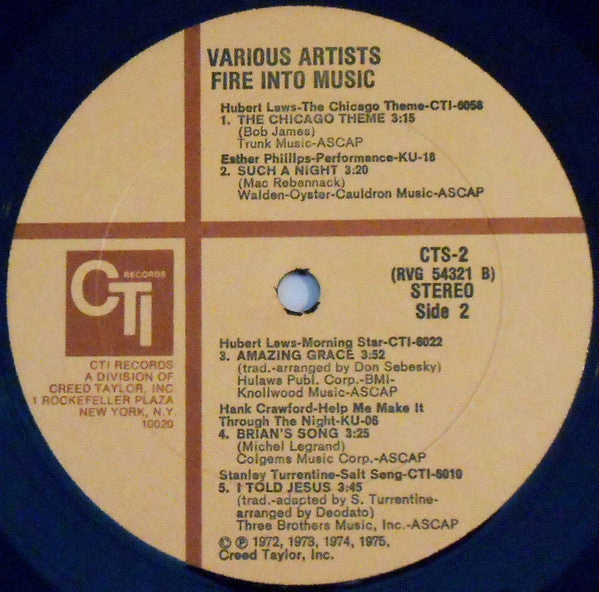 VARIOUS ARTISTS
FIRE INTO MUSIC
Hubert Laws-The Chicago Theme-CTI-6058
1. THE CHICAGO THEME 3:15
(Bob James)
Trunk Music-ASCAP
Esther Phillips-Performance-KU-18
2. SUCH A NIGHT 3:20
(Mac Rebennack)
Walden-Oyster-Cauldron Music-ASCAP
CTI RECORDS
CTI RECORDS
A DIVISION OF
CREED TAYLOR, INC
1 ROCKEFELLER PLAZA
NEW YORK, N.Y.
10020
CTS-2
(RVG 54321 B)
STEREO
Side 2
Hubert Laws-Morning Star-CTI-6022
3. AMAZING GRACE 3:52
(trad.-arranged by Don Sebesky)
Hulaws Publ. Corp.-BMI-
Knollwood Music-ASCAP
Hank Crawford-Help Me Make It
Through The Night-KU-06
4. BRIAN'S SONG 3:25
(Michel Legrand)
Colgems Music Corp.-ASCAP
Stanley Turrentine-Salt Song-CTI-6010
5. I TOLD JESUS 3:45
(trad.-adapted by S. Turrentine-
arranged by Deodato)
Three Brothers Music, Inc.-ASCAP
© ℗ 1972, 1973, 1974, 1975,
Creed Taylor, Inc.